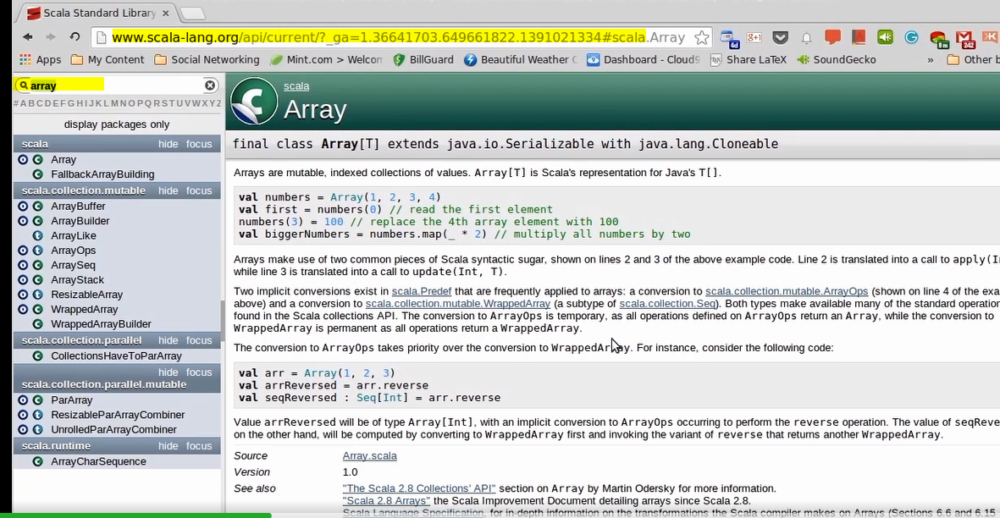 Scala Standard Library
www.scala-lang.org/api/current/?_ga=1.36641703.649661822.1391021334#scala.Array
Apps My Content Social Networking Mint.com > Welcom BillGuard Beautiful Weather C Dashboard - Cloud9 Share LaTeX SoundGecko » Other b
array
#ABCDEFGHIJKLMNOPQRSTUVWXYZ
display packages only
scala hide focus
Array
FallbackArrayBuilding
scala.collection.mutable hide focus
ArrayBuffer
ArrayBuilder
ArrayLike
ArrayOps
ArraySeq
ArrayStack
ResizableArray
WrappedArray
WrappedArrayBuilder
scala.collection.parallel hide focus
CollectionsHaveToParArray
hide focus
scala.collection.parallel.mutable
ParArray
ResizableParArrayCombiner
UnrolledParArrayCombiner
scala.runtime hide focus
ArrayCharSequence
scala
Array
final class Array[T] extends java.io.Serializable with java.lang.Cloneable
Arrays are mutable, indexed collections of values. Array[T] is Scala's representation for Java's T[].
val numbers = Array(1, 2, 3, 4)
val first = numbers(0) // read the first element
numbers(3) = 100 // replace the 4th array element with 100
val biggerNumbers = numbers.map(_ * 2) // multiply all numbers by two
Arrays make use of two common pieces of Scala syntactic sugar, shown on lines 2 and 3 of the above example code. Line 2 is translated into a call to apply(In
while line 3 is translated into a call to update(Int, T).
Two implicit conversions exist in scala.Predef that are frequently applied to arrays: a conversion to scala.collection.mutable.ArrayOps (shown on line 4 of the exa
above) and a conversion to scala.collection.mutable.WrappedArray (a subtype of scala.collection.Seq). Both types make available many of the standard operation
found in the Scala collections API. The conversion to ArrayOps is temporary, as all operations defined on ArrayOps return an Array, while the conversion to
WrappedArray is permanent as all operations return a WrappedArray.
The conversion to ArrayOps takes priority over the conversion to WrappedArray. For instance, consider the following code:
val arr = Array(1, 2, 3)
val arrReversed = arr.reverse
val seqReversed : Seq[Int] = arr.reverse
Value arrReversed will be of type Array[Int], with an implicit conversion to ArrayOps occurring to perform the reverse operation. The value of seqReve
on the other hand, will be computed by converting to WrappedArray first and invoking the variant of reverse that returns another WrappedArray.
Source Array.scala
Version 1.0
See also "The Scala 2.8 Collections' API" section on Array by Martin Odersky for more information.
"Scala 2.8 Arrays" the Scala Improvement Document detailing arrays since Scala 2.8.
Scala Language Specification, for in-depth information on the transformations the Scala compiler makes on Arrays (Sections 6.6 and 6.15